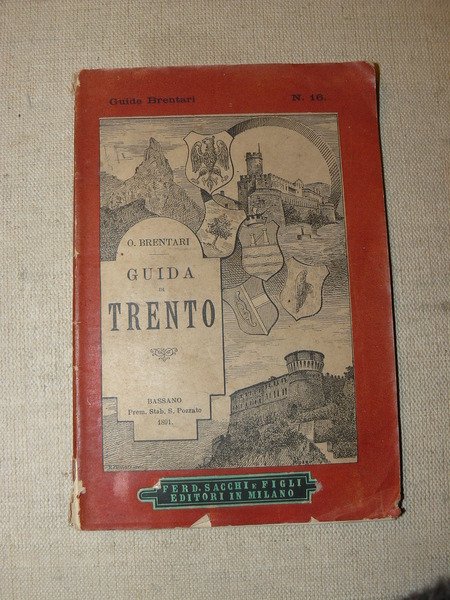 Guide Brentari N. 16.
O. BRENTARI
GUIDA
DI
TRENTO
BASSANO
Prem. Stab. S. Pozzato
1891.
FERD. SACCHI E FIGLI
EDITORI IN MILANO